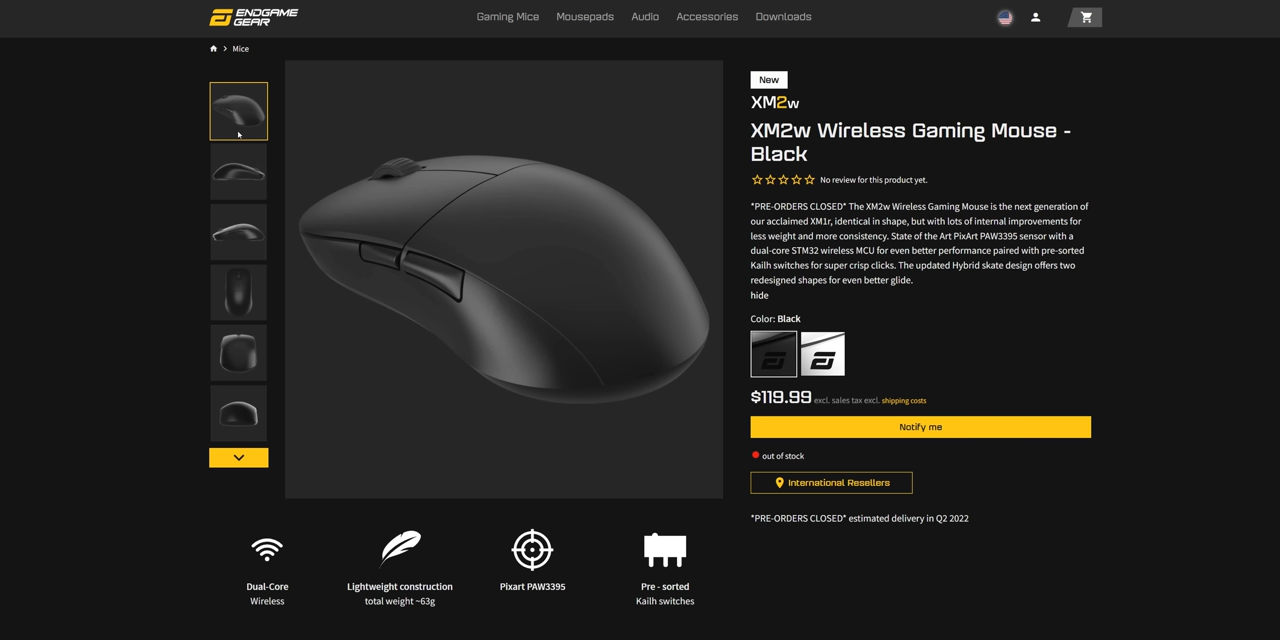 ENDGAME
GEAR
Gaming Mice
Mousepads
Audio
Accessories
Downloads
Mice
New
XM2w
XM2w Wireless Gaming Mouse -
Black
No review for this product yet.
*PRE-ORDERS CLOSED* The XM2w Wireless Gaming Mouse is the next generation of
our acclaimed XM1r, identical in shape, but with lots of internal improvements for
less weight and more consistency. State of the Art PixArt PAW3395 sensor with a
dual-core STM32 wireless MCU for even better performance paired with pre-sorted
Kailh switches for super crisp clicks. The updated Hybrid skate design offers two
redesigned shapes for even better glide.
hide
Color: Black
$119.99 excl. sales tax excl. shipping costs
Notify me
out of stock
International Resellers
*PRE-ORDERS CLOSED* estimated delivery in Q2 2022
Dual-Core
Wireless
Lightweight construction
total weight ~63g
Pixart PAW3395
Pre - sorted
Kailh switches